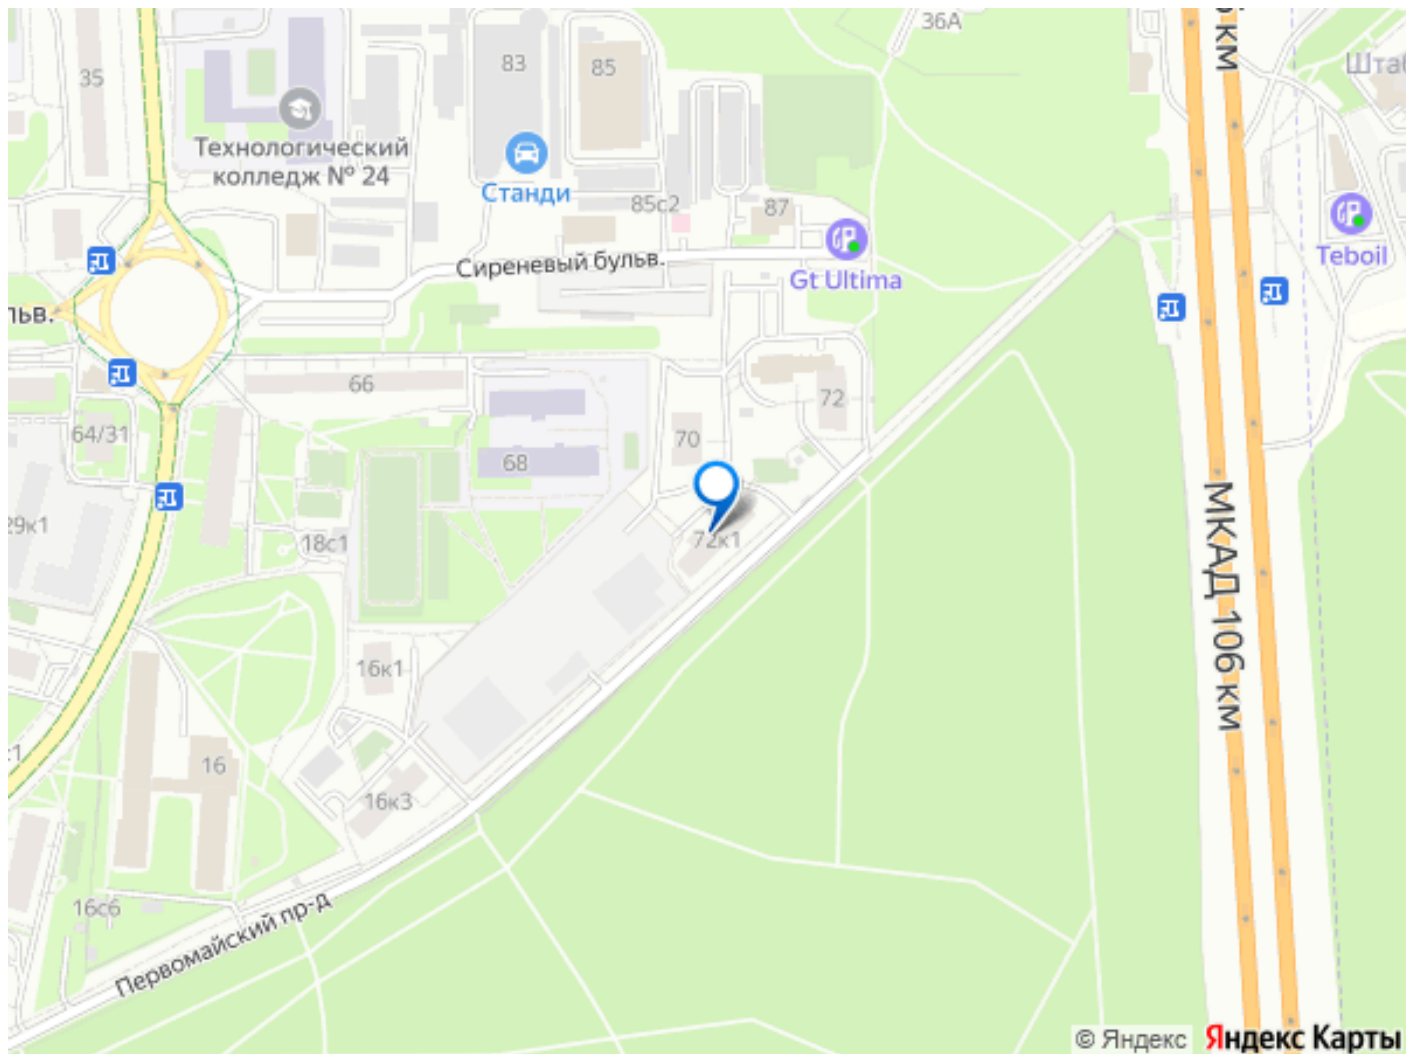 36А
км
Штаб
35
83
85
Технологический
колледж № 24
Станди
85с2
87
Teboil
Сиреневый бульв.
Gt Ultima
льв.
66
72
64/31
70
68
29к1
18с1
72к1
МКАД 106 км
16к1
к1
16
16к3
16с6
Первомайский пр-д
© Яндекс
Яндекс Карты